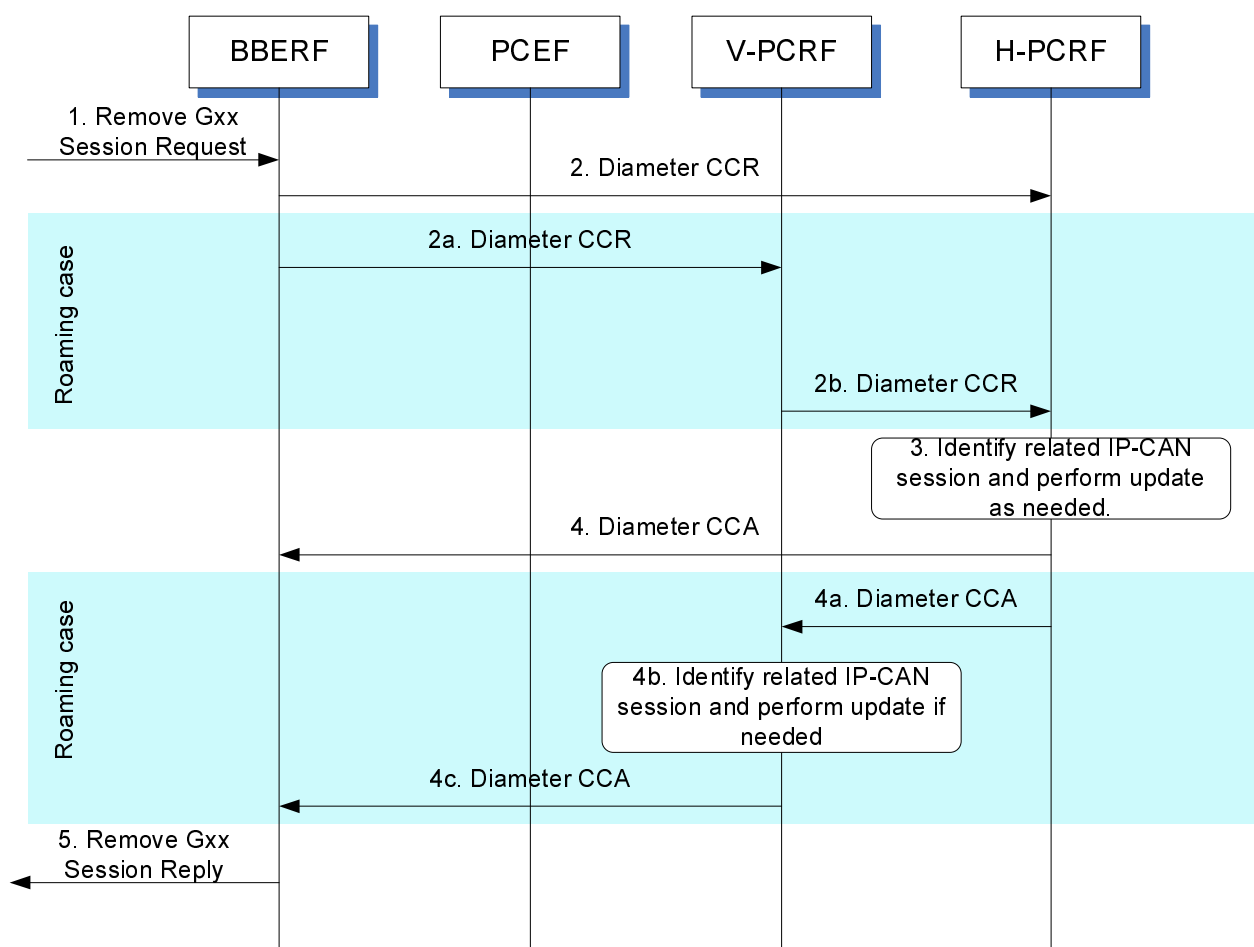 BBERF
PCEF
V-PCRF
H-PCRF
1. Remove Gxx
Session Request
2. Diameter CCR
Roaming case
2a. Diameter CCR
2b. Diameter CCR
3. Identify related IP-CAN
session and perform update
as needed.
4. Diameter CCA
Roaming case
4a. Diameter CCA
4b. Identify related IP-CAN
session and perform update if
needed
4c. Diameter CCA
5. Remove Gxx
Session Reply